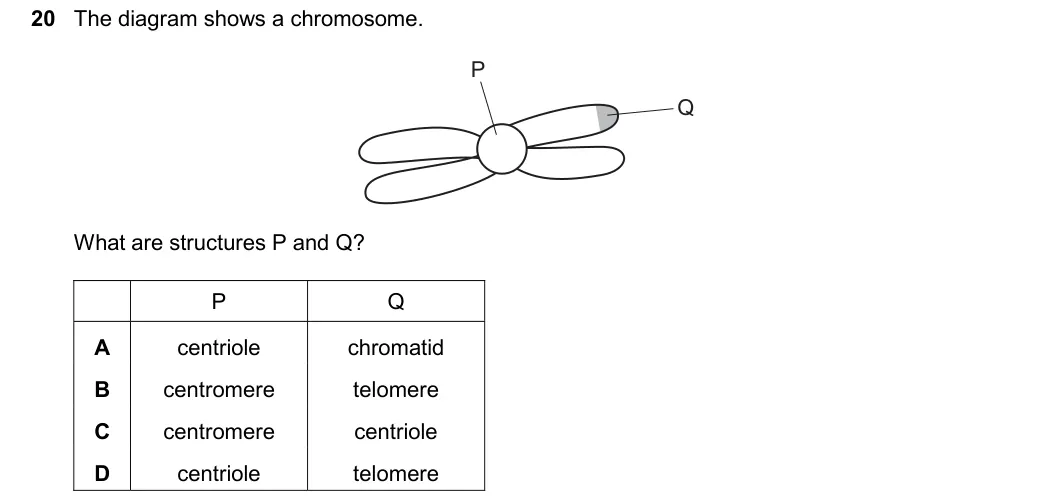 20 The diagram shows a chromosome.
P
Q
What are structures P and Q?
P Q
A centriole chromatid
B centromere telomere
C centromere centriole
D centriole telomere